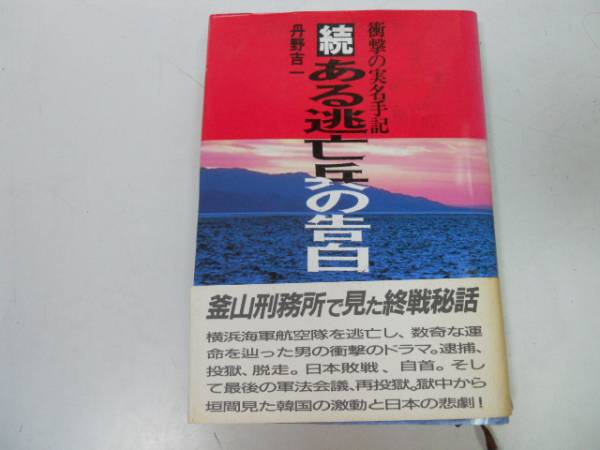 衝撃の実名手記
続ある逃亡兵の告白
丹野吉一
釜山刑務所で見た終戦秘話
横浜海軍航空隊を逃亡し、数奇な運
命を辿った男の衝撃のドラマ。逮捕、
投獄、脱走。日本敗戦、自首。そし
て最後の軍法会議、再投獄。獄中から
垣間見た韓国の激動と日本の悲劇!